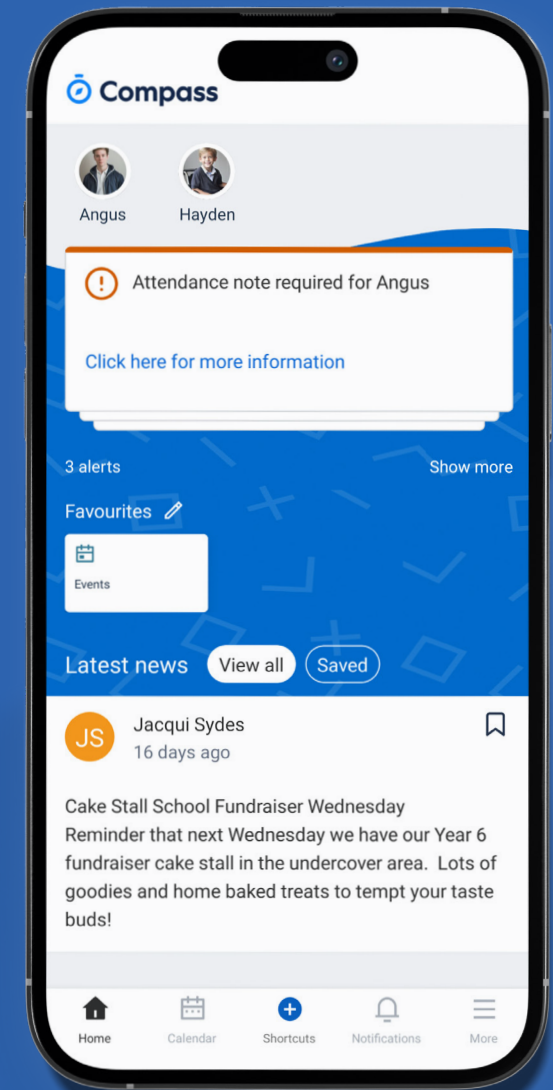 Compass
Angus Hayden
Attendance note required for Angus
Click here for more information
3 alerts Show more
Favourites
Events
Latest news View all Saved
JS Jacqui Sydes
16 days ago
Cake Stall School Fundraiser Wednesday
Reminder that next Wednesday we have our Year 6
fundraiser cake stall in the undercover area.  Lots of
goodies and home baked treats to tempt your taste
buds!
Home Calendar Shortcuts Notifications More